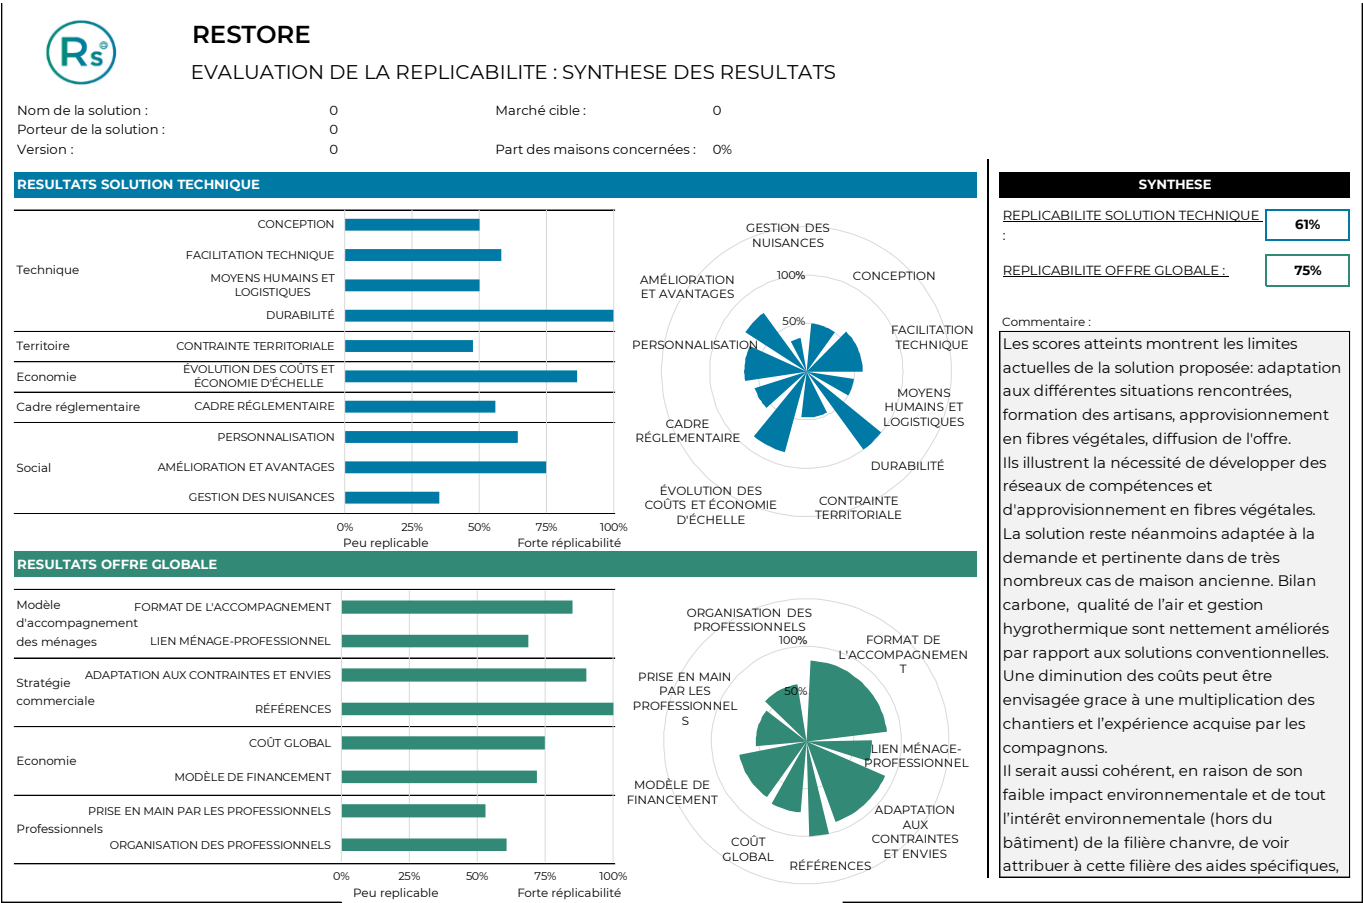 Rs©
RESTORE
EVALUATION DE LA REPLICABILITE : SYNTHESE DES RESULTATS
Nom de la solution : 0
Porteur de la solution : 0
Version : 0
Marché cible : 0
Part des maisons concernées : 0%
RESULTATS SOLUTION TECHNIQUE
Technique
CONCEPTION
FACILITATION TECHNIQUE
MOYENS HUMAINS ET
LOGISTIQUES
DURABILITÉ
Territoire
CONTRAINTE TERRITORIALE
Economie
ÉVOLUTION DES COÛTS ET
ÉCONOMIE D'ÉCHELLE
Cadre réglementaire
CADRE RÉGLEMENTAIRE
Social
PERSONNALISATION
AMÉLIORATION ET AVANTAGES
GESTION DES NUISANCES
0% 25% 50% 75% 100%
Peu replicable Forte réplicabilité
GESTION DES
NUISANCES
100%
50%
CONCEPTION
FACILITATION
TECHNIQUE
MOYENS
HUMAINS ET
LOGISTIQUES
DURABILITÉ
CONTRAINTE
TERRITORIALE
ÉVOLUTION DES
COÛTS ET ÉCONOMIE
D'ÉCHELLE
CADRE
RÉGLEMENTAIRE
PERSONNALISATION
AMÉLIORATION
ET AVANTAGES
RESULTATS OFFRE GLOBALE
Modèle
d'accompagnement
des ménages
FORMAT DE L'ACCOMPAGNEMENT
LIEN MÉNAGE-PROFESSIONNEL
Stratégie
commerciale
ADAPTATION AUX CONTRAINTES ET ENVIES
RÉFÉRENCES
Economie
COÛT GLOBAL
MODÈLE DE FINANCEMENT
Professionnels
PRISE EN MAIN PAR LES PROFESSIONNELS
ORGANISATION DES PROFESSIONNELS
0% 25% 50% 75% 100%
Peu replicable Forte réplicabilité
ORGANISATION DES
PROFESSIONNELS
100%
50%
FORMAT DE
L'ACCOMPAGNEMEN
T
LIEN MÉNAGE-
PROFESSIONNEL
ADAPTATION
AUX
CONTRAINTES
ET ENVIES
RÉFÉRENCES
COÛT
GLOBAL
MODÈLE DE
FINANCEMENT
PRISE EN MAIN
PAR LES
PROFESSIONNEL
S
SYNTHESE
REPLICABILITE SOLUTION TECHNIQUE
:
61%
REPLICABILITE OFFRE GLOBALE : 75%
Commentaire :
Les scores atteints montrent les limites
actuelles de la solution proposée: adaptation
aux différentes situations rencontrées,
formation des artisans, approvisionnement
en fibres végétales, diffusion de l'offre.
Ils illustrent la nécessité de développer des
réseaux de compétences et
d'approvisionnement en fibres végétales.
La solution reste néanmoins adaptée à la
demande et pertinente dans de très
nombreux cas de maison ancienne. Bilan
carbone,  qualité de l'air et gestion
hygrothermique sont nettement améliorés
par rapport aux solutions conventionnelles.
Une diminution des coûts peut être
envisagée grace à une multiplication des
chantiers et l'expérience acquise par les
compagnons.
Il serait aussi cohérent, en raison de son
faible impact environnementale et de tout
l'intérêt environnementale (hors du
bâtiment) de la filière chanvre, de voir
attribuer à cette filière des aides spécifiques,